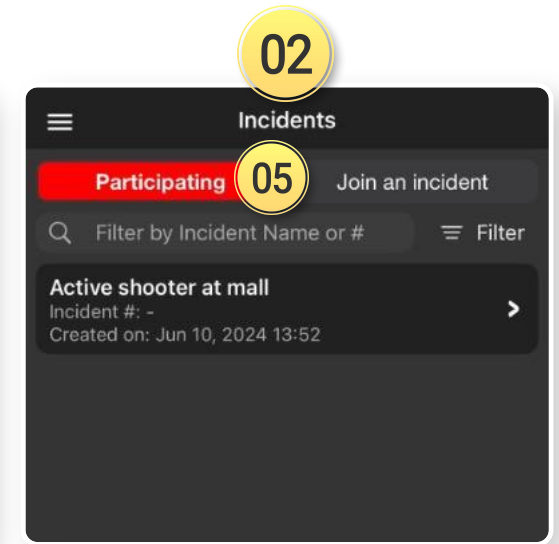 02
Incidents
Participating 05 Join an incident
Filter by Incident Name or # Filter
Active shooter at mall
Incident #: -
Created on: Jun 10, 2024 13:52